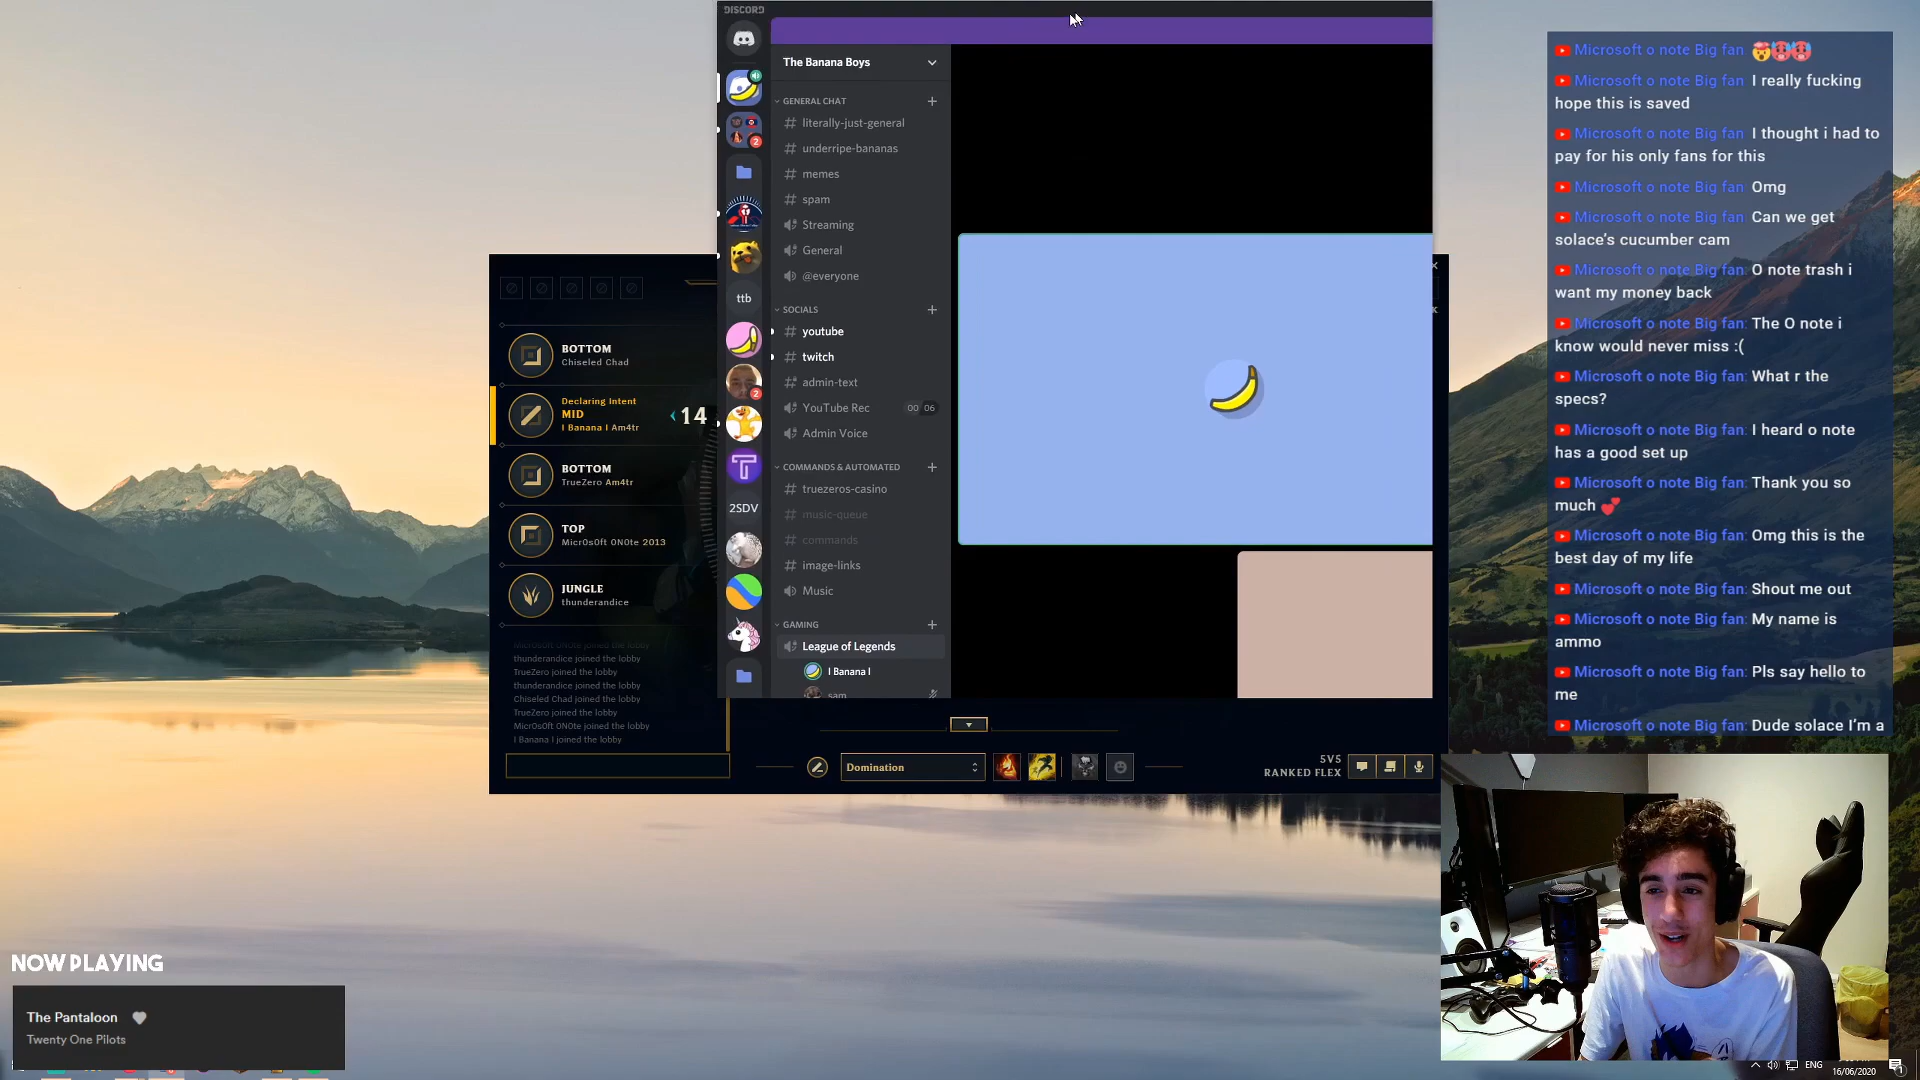 DISCORD
The Banana Boys
GENERAL CHAT
literally-just-general
underripe-bananas
memes
spam
Streaming
General
@everyone
SOCIALS
youtube
twitch
admin-text
YouTube Rec 00 06
Admin Voice
COMMANDS & AUTOMATED
truezeros-casino
music-queue
commands
image-links
Music
GAMING
League of Legends
I Banana I
sam
2
ttb
2
2SDV
BOTTOM
Chiseled Chad
Declaring Intent
MID
I Banana I Am4tr
14
BOTTOM
TrueZero Am4tr
TOP
Micr0s0ft 0N0te 2013
JUNGLE
thunderandice
Micr0s0ft 0N0te joined the lobby
thunderandice joined the lobby
TrueZero joined the lobby
thunderandice joined the lobby
Chiseled Chad joined the lobby
TrueZero joined the lobby
Micr0s0ft 0N0te joined the lobby
I Banana I joined the lobby
Domination
5V5
RANKED FLEX
Microsoft o note Big fan
Microsoft o note Big fan: I really fucking
hope this is saved
Microsoft o note Big fan: I thought i had to
pay for his only fans for this
Microsoft o note Big fan: Omg
Microsoft o note Big fan: Can we get
solace's cucumber cam
Microsoft o note Big fan: O note trash i
want my money back
Microsoft o note Big fan: The O note i
know would never miss :(
Microsoft o note Big fan: What r the
specs?
Microsoft o note Big fan: I heard o note
has a good set up
Microsoft o note Big fan: Thank you so
much
Microsoft o note Big fan: Omg this is the
best day of my life
Microsoft o note Big fan: Shout me out
Microsoft o note Big fan: My name is
ammo
Microsoft o note Big fan: Pls say hello to
me
Microsoft o note Big fan: Dude solace I'm a
NOW PLAYING
The Pantaloon
Twenty One Pilots
ENG
16/06/2020